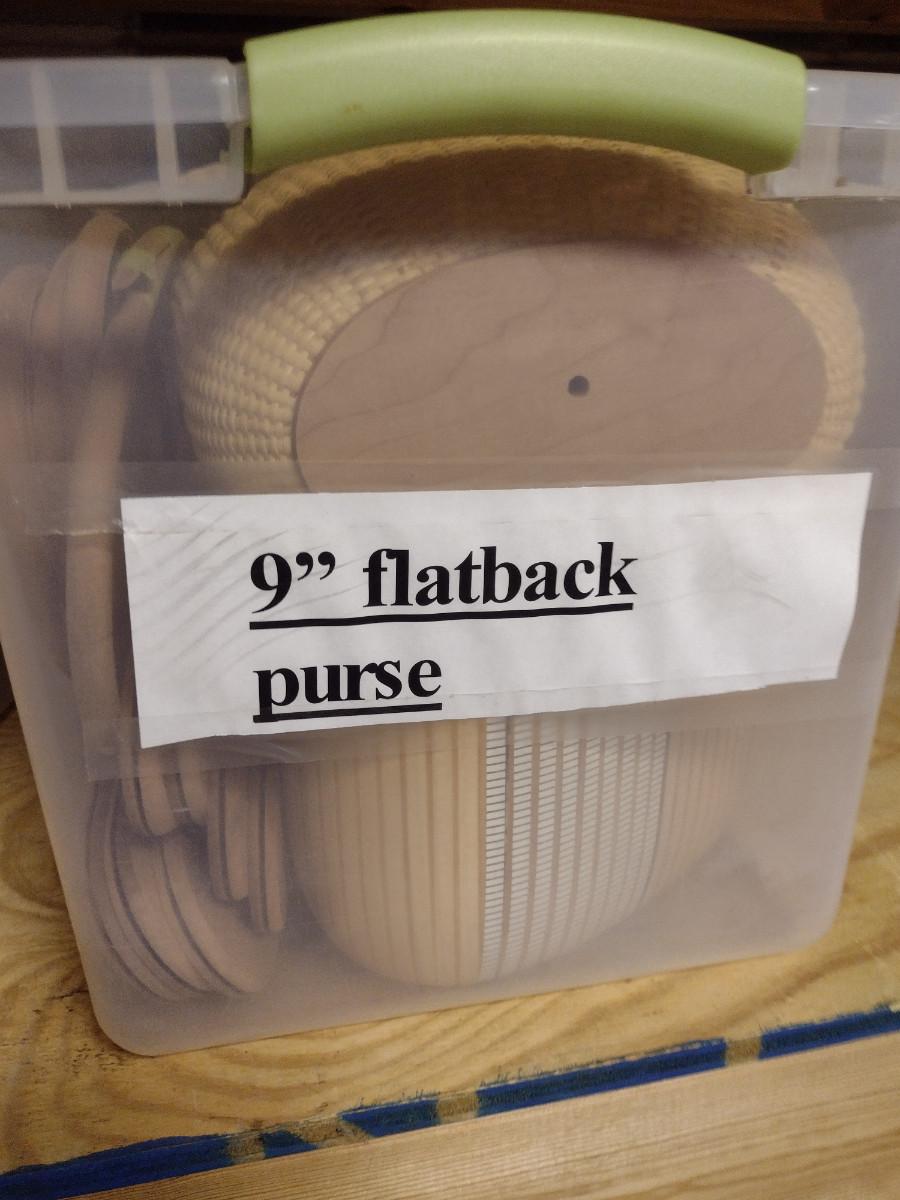 9” flatback
purse